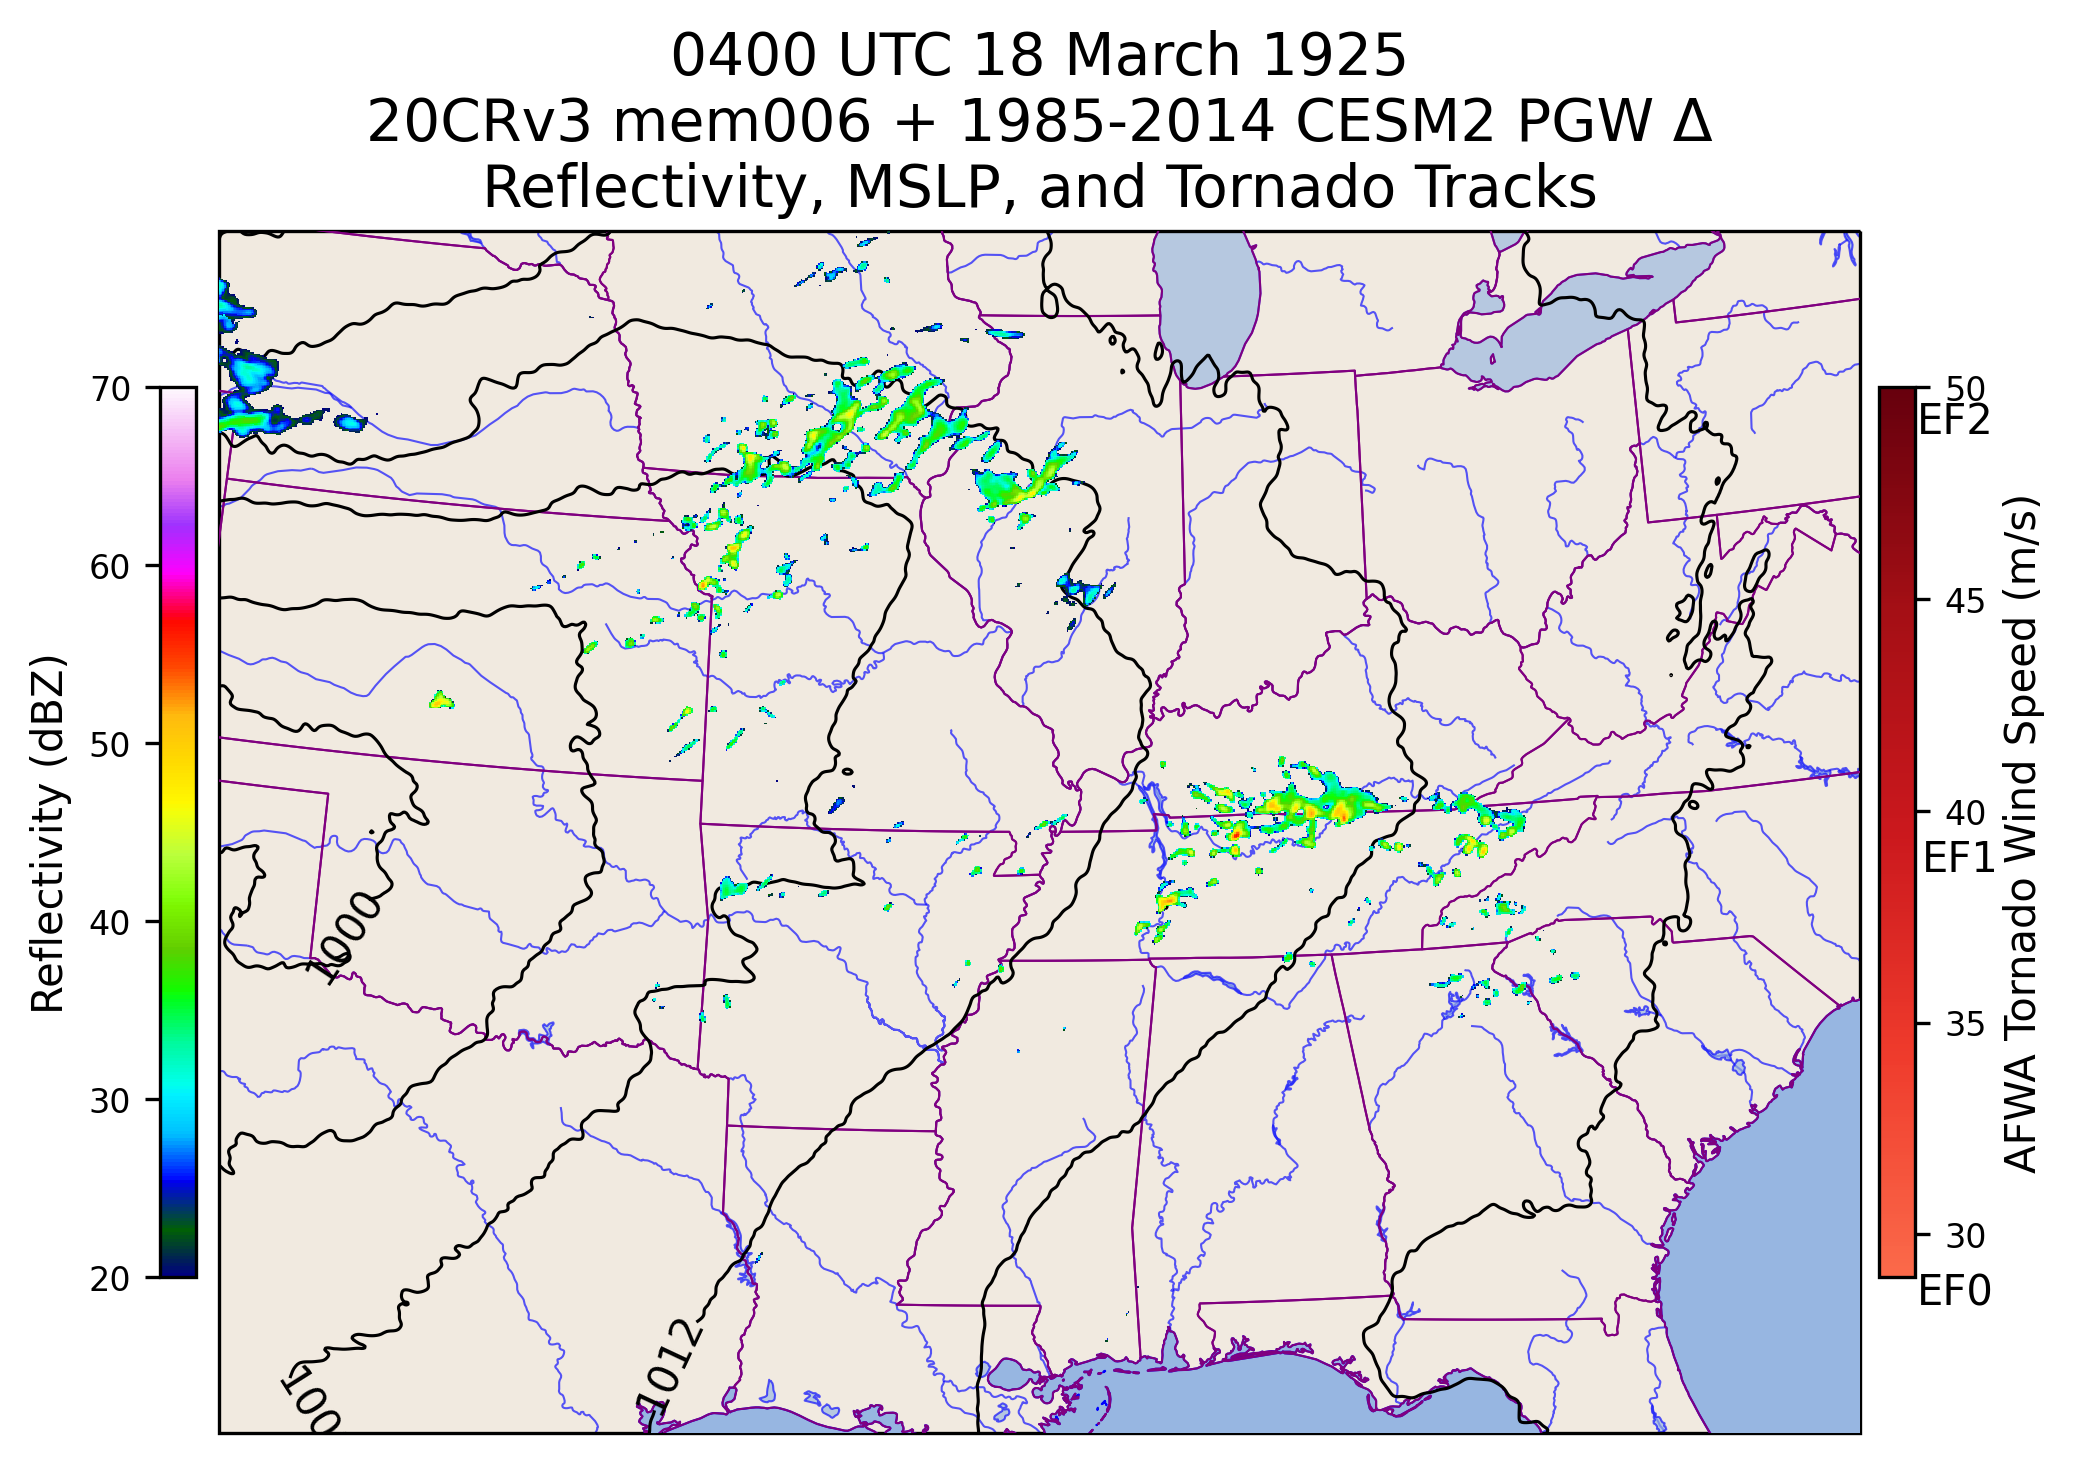 0400 UTC 18 March 1925
20CRv3 mem006 + 1985-2014 CESM2 PGW Δ
Reflectivity, MSLP, and Tornado Tracks
Reflectivity (dBZ)
70
60
50
40
30
20
1000
100
1012
50
EF2
45
40
EF1
35
30
EF0
AFWA Tornado Wind Speed (m/s)